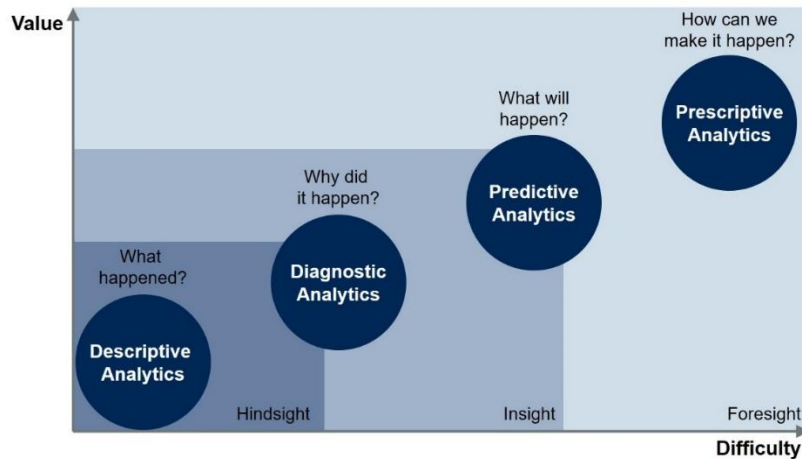 Value
How can we
make it happen?
Prescriptive
Analytics
What will
happen?
Predictive
Analytics
Why did
it happen?
Diagnostic
Analytics
What
happened?
Descriptive
Analytics
Hindsight
Insight
Foresight
Difficulty